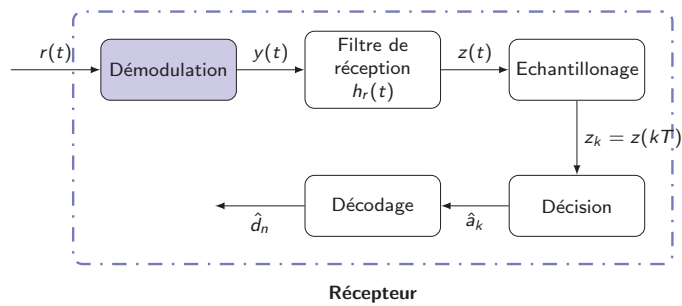 r(t)
Démodulation
y(t)
Filtre de
réception
h_r(t)
z(t)
Echantillonage
z_k = z(kT)
Décision
â_k
Décodage
d̂_n
Récepteur